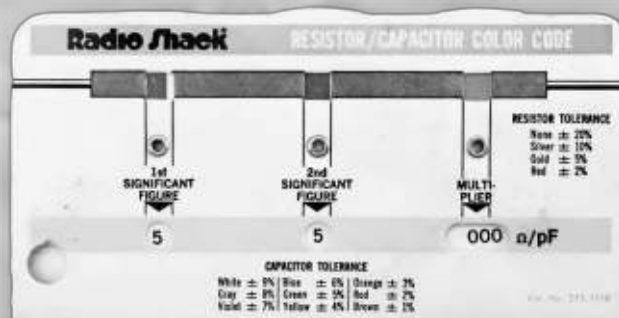 Radio Shack RESISTOR/CAPACITOR COLOR CODE
RESISTOR TOLERANCE
None ± 20%
Silver ± 10%
Gold ± 5%
Red ± 2%
1st
SIGNIFICANT
FIGURE
2nd
SIGNIFICANT
FIGURE
MULTI-
PLIER
5 5 000 Ω/pF
CAPACITOR TOLERANCE
White ± 9% Blue ± 6% Orange ± 3%
Gray ± 8% Green ± 5% Red ± 2%
Violet ± 7% Yellow ± 4% Brown ± 1%